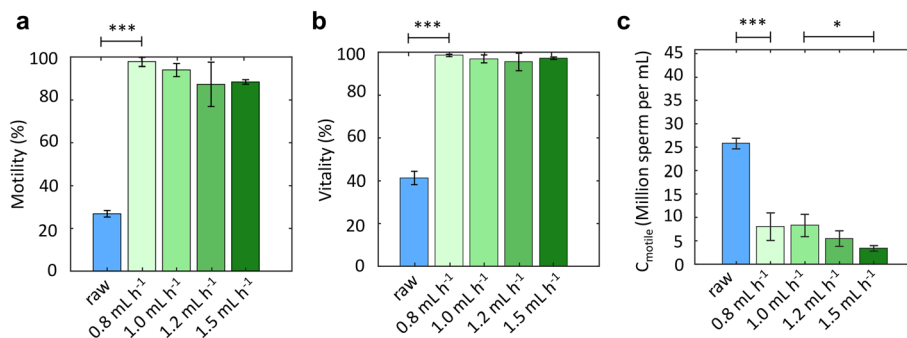 a
***
Motility (%)
100
80
60
40
20
0
raw
0.8 mL h⁻¹
1.0 mL h⁻¹
1.2 mL h⁻¹
1.5 mL h⁻¹
b
***
Vitality (%)
100
80
60
40
20
0
raw
0.8 mL h⁻¹
1.0 mL h⁻¹
1.2 mL h⁻¹
1.5 mL h⁻¹
c
***
*
C_motile (Million sperm per mL)
45
40
35
30
25
20
15
10
5
0
raw
0.8 mL h⁻¹
1.0 mL h⁻¹
1.2 mL h⁻¹
1.5 mL h⁻¹